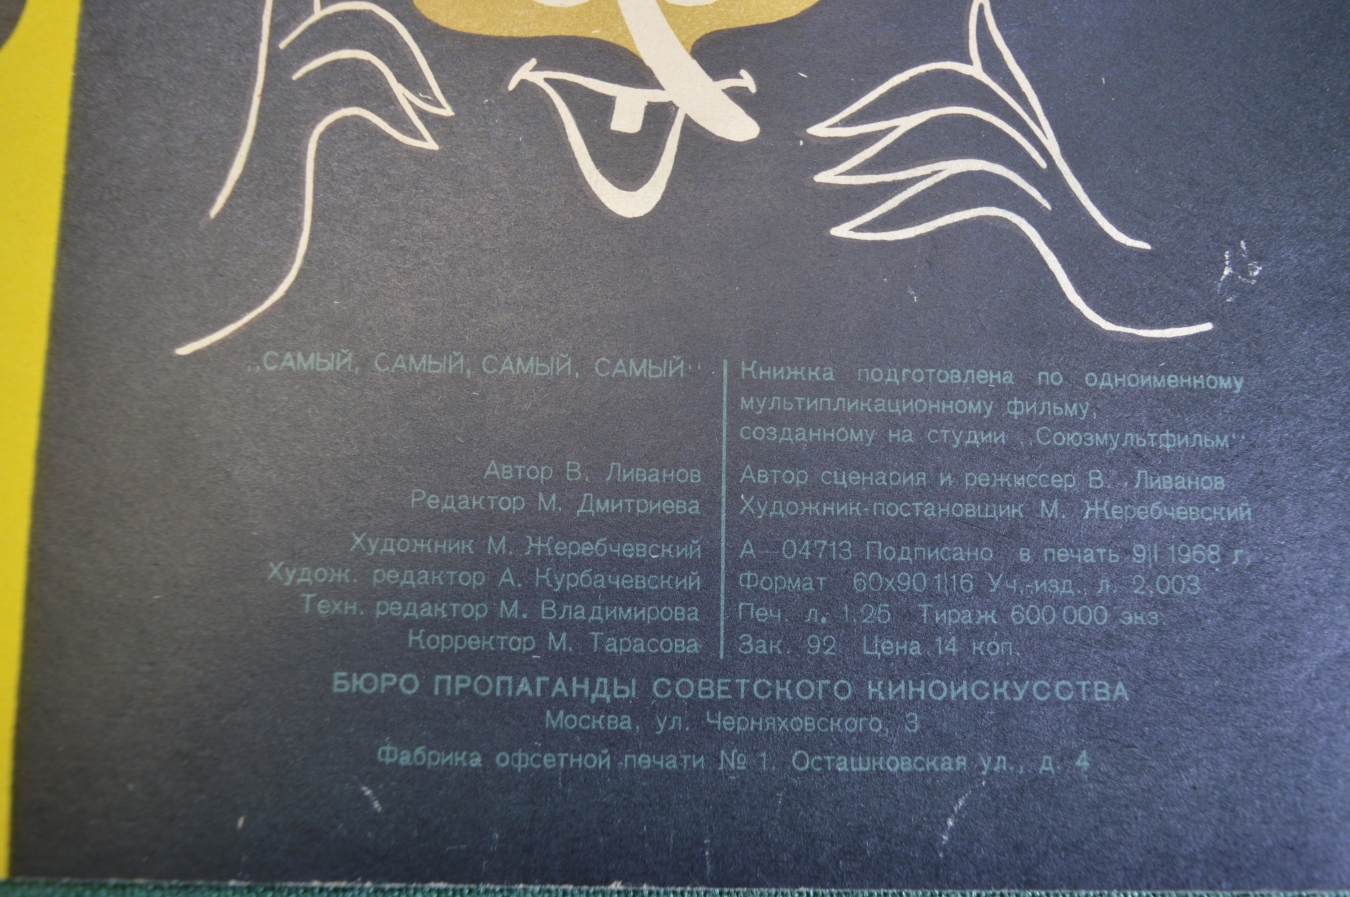 „САМЫЙ, САМЫЙ, САМЫЙ, САМЫЙ“
Автор В. Ливанов
Редактор М. Дмитриева
Художник М. Жеребчевский
Худож. редактор А. Курбачевский
Техн. редактор М. Владимирова
Корректор М. Тарасова
Книжка подготовлена по одноименному
мультипликационному фильму,
созданному на студии „Союзмультфильм“
Автор сценария и режиссер В. Ливанов
Художник-постановщик М. Жеребчевский
А—04713 Подписано в печать 9|I 1968 г.
Формат 60х90 1|16 Уч.-изд. л. 2,003
Печ. л. 1,25 Тираж 600 000 экз.
Зак. 92 Цена 14 коп.
БЮРО ПРОПАГАНДЫ СОВЕТСКОГО КИНОИСКУССТВА
Москва, ул. Черняховского, 3
Фабрика офсетной печати № 1. Осташковская ул., д. 4